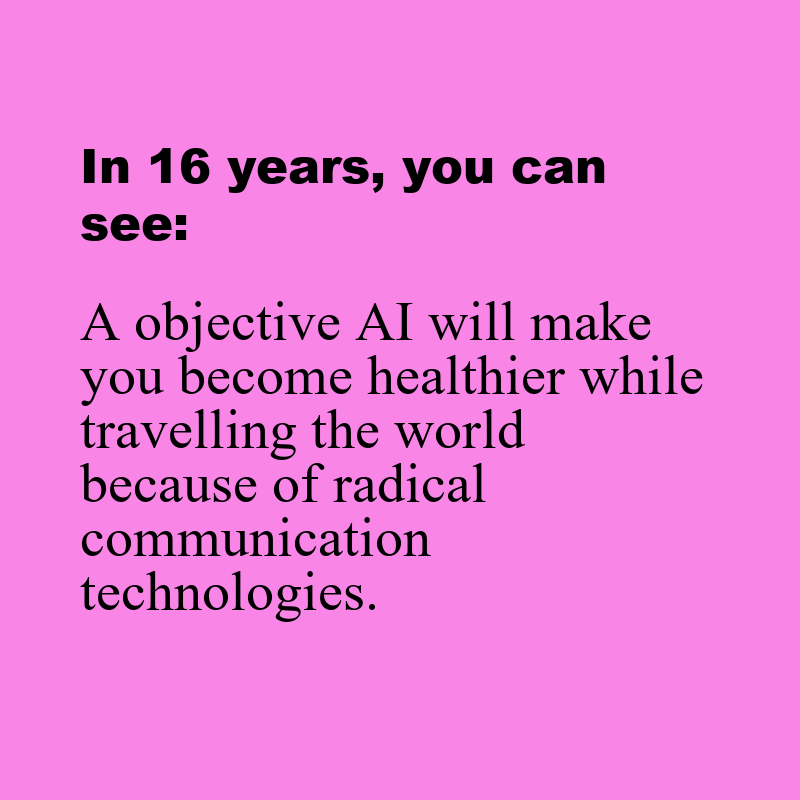 In 16 years, you can
see:
A objective AI will make
you become healthier while
travelling the world
because of radical
communication
technologies.